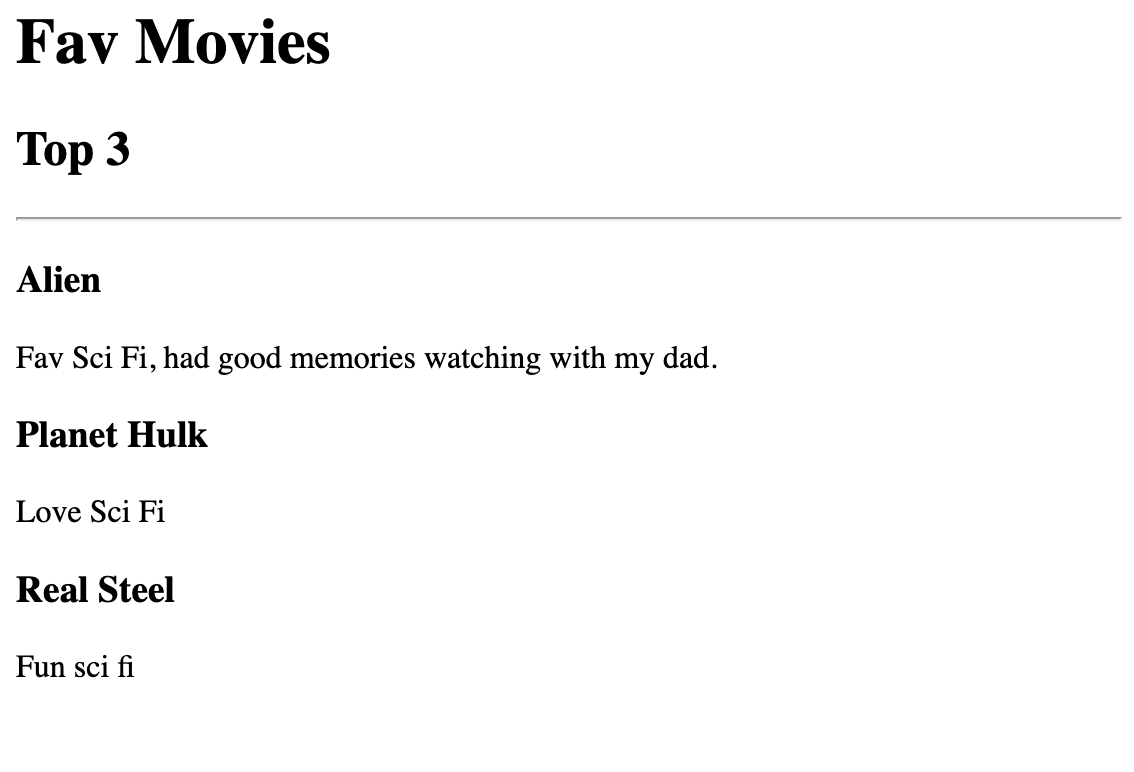 Fav Movies
Top 3
Alien
Fav Sci Fi, had good memories watching with my dad.
Planet Hulk
Love Sci Fi
Real Steel
Fun sci fi